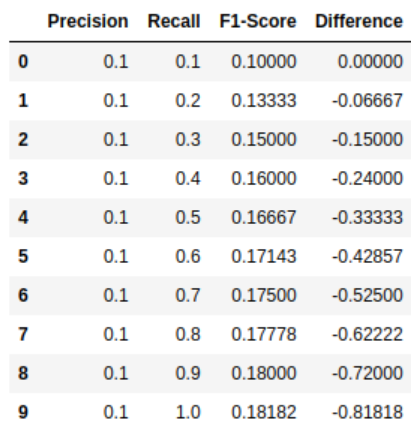 Precision Recall F1-Score Difference
0 0.1 0.1 0.10000 0.00000
1 0.1 0.2 0.13333 -0.06667
2 0.1 0.3 0.15000 -0.15000
3 0.1 0.4 0.16000 -0.24000
4 0.1 0.5 0.16667 -0.33333
5 0.1 0.6 0.17143 -0.42857
6 0.1 0.7 0.17500 -0.52500
7 0.1 0.8 0.17778 -0.62222
8 0.1 0.9 0.18000 -0.72000
9 0.1 1.0 0.18182 -0.81818